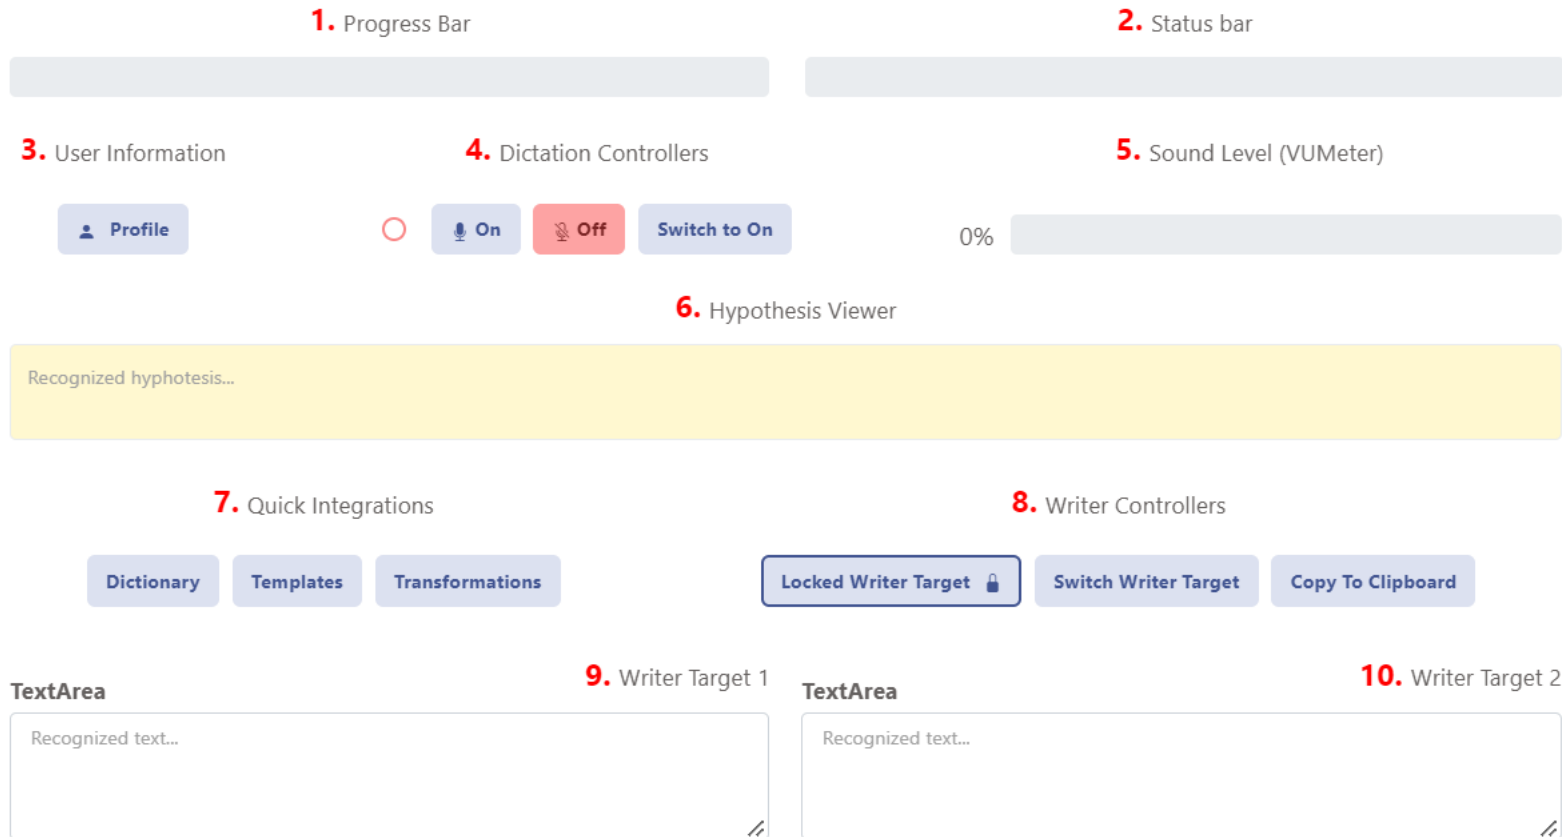 1. Progress Bar
2. Status bar
3. User Information
4. Dictation Controllers
5. Sound Level (VUMeter)
Profile
On
Off
Switch to On
0%
6. Hypothesis Viewer
Recognized hyphotesis...
7. Quick Integrations
8. Writer Controllers
Dictionary
Templates
Transformations
Locked Writer Target
Switch Writer Target
Copy To Clipboard
TextArea
9. Writer Target 1
TextArea
10. Writer Target 2
Recognized text...
Recognized text...